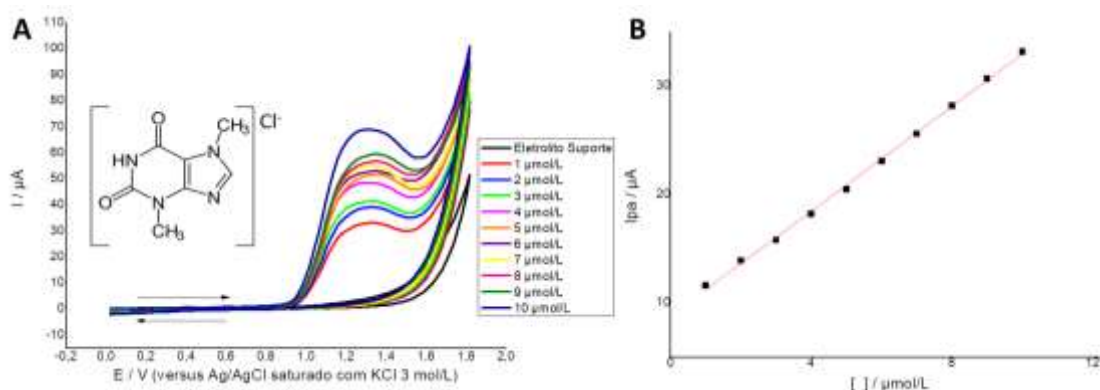 A
I / µA
110
100
90
80
70
60
50
40
30
20
10
0
-10
-0,2
0,0
0,2
0,4
0,6
0,8
1,0
1,2
1,4
1,6
1,8
2,0
E / V (versus Ag/AgCl saturado com KCl 3 mol/L)
O
CH₃
Cl⁻
HN
N
O
N
N
CH₃
Eletrolito Suporte
1 µmol/L
2 µmol/L
3 µmol/L
4 µmol/L
5 µmol/L
6 µmol/L
7 µmol/L
8 µmol/L
9 µmol/L
10 µmol/L
B
Ipa / µA
30
20
10
0
4
8
12
[ ] / µmol/L